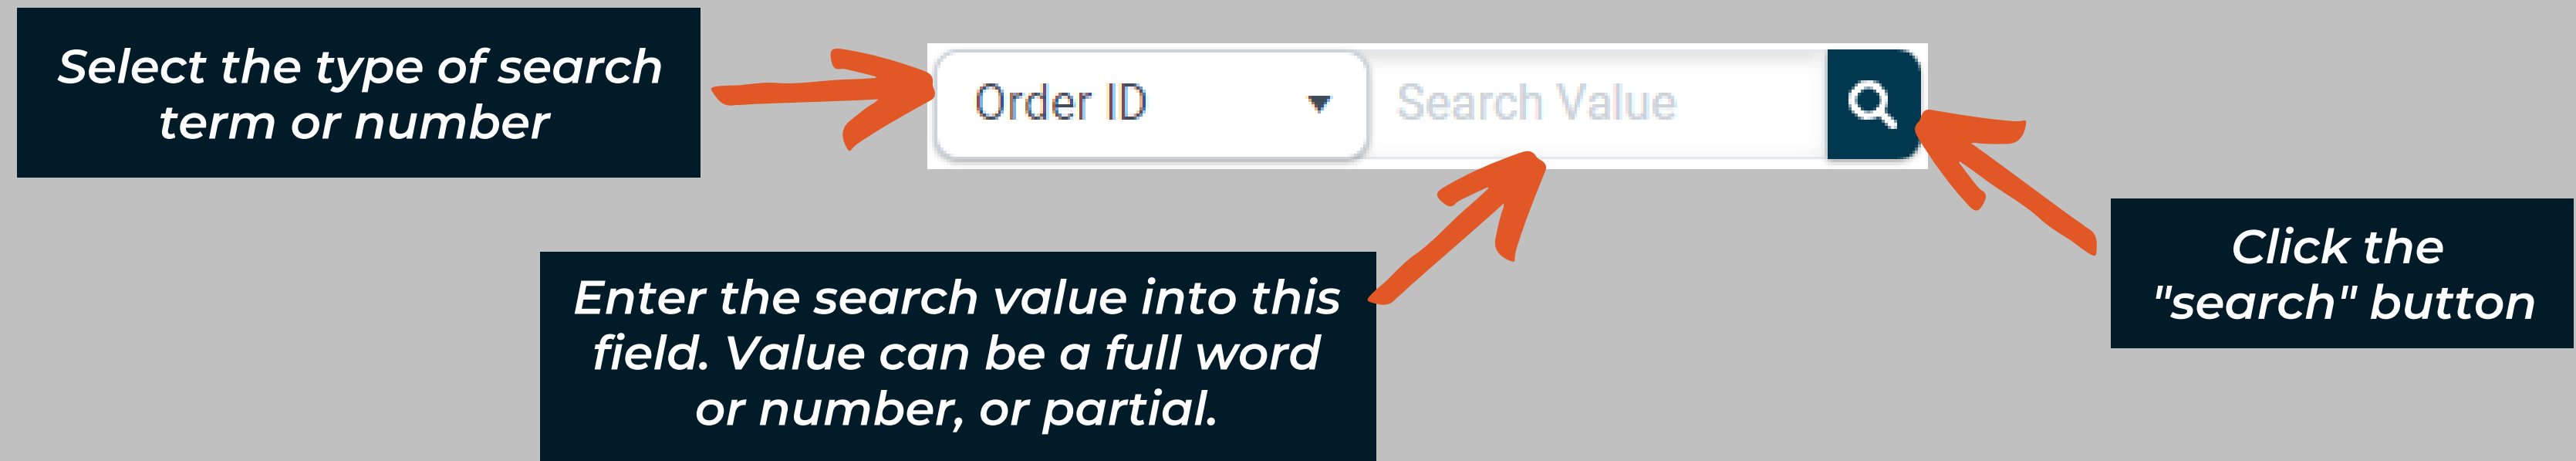 Select the type of search
term or number
Order ID
Search Value
Enter the search value into this
field. Value can be a full word
or number, or partial.
Click the
"search" button